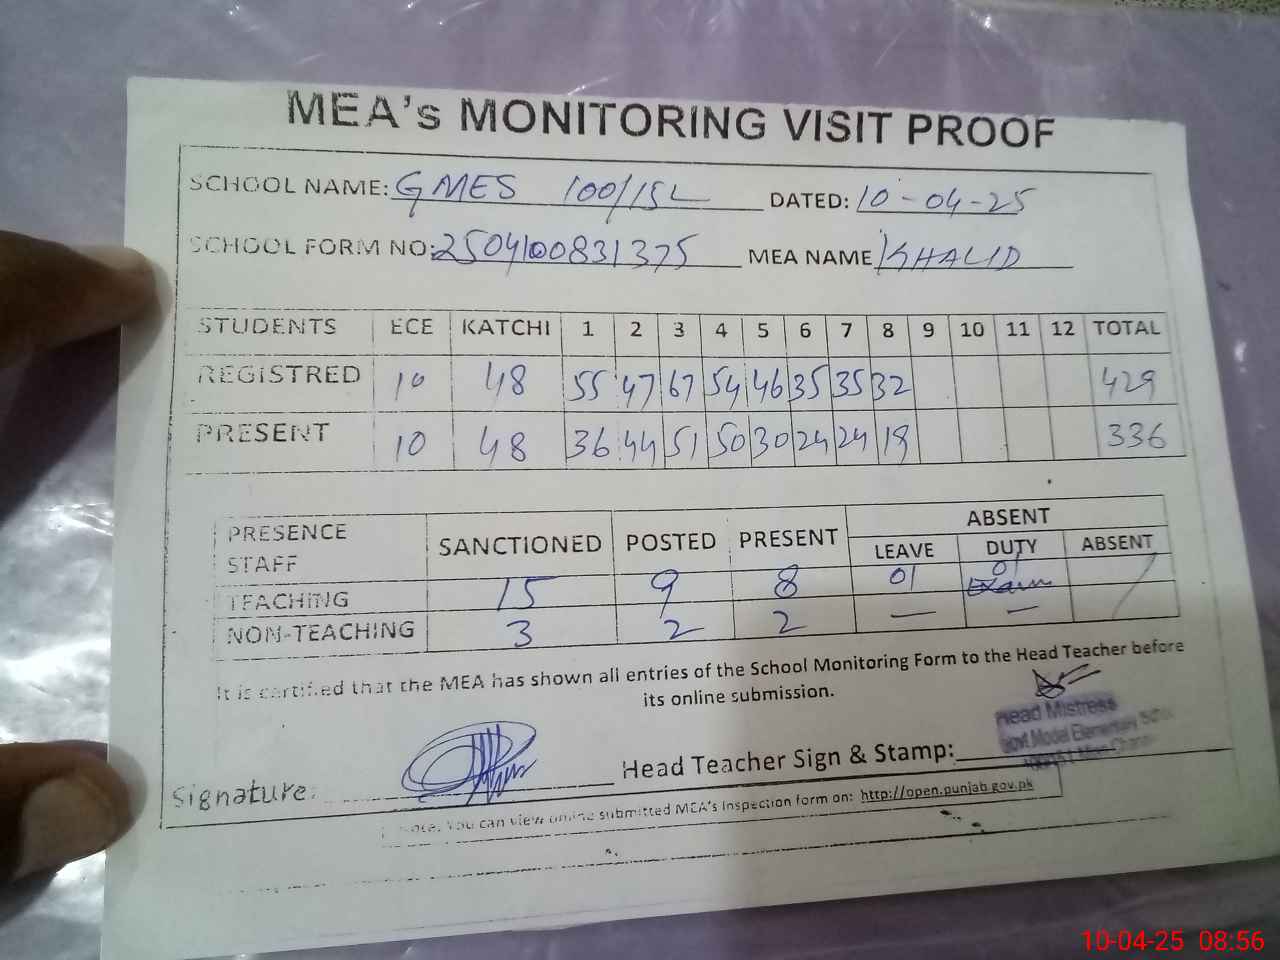 MEA's MONITORING VISIT PROOF
SCHOOL NAME: GMES 100/15L DATED: 10-04-25
SCHOOL FORM NO: 2504100831375 MEA NAME KHALID
STUDENTS ECE KATCHI 1 2 3 4 5 6 7 8 9 10 11 12 TOTAL
REGISTRED 10 48 55 47 67 54 46 35 35 32 429
PRESENT 10 48 36 44 51 50 30 24 24 19 336
PRESENCE STAFF SANCTIONED POSTED PRESENT ABSENT
LEAVE DUTY ABSENT
TEACHING 15 9 8 01 01 Exam /
NON-TEACHING 3 2 2 — —
It is certified that the MEA has shown all entries of the School Monitoring Form to the Head Teacher before
its online submission.
Head Mistress
Govt. Model Elementary
Signature: Head Teacher Sign & Stamp:
Note: You can view online submitted MEA's Inspection form on: http://open.punjab.gov.pk
10-04-25 08:56